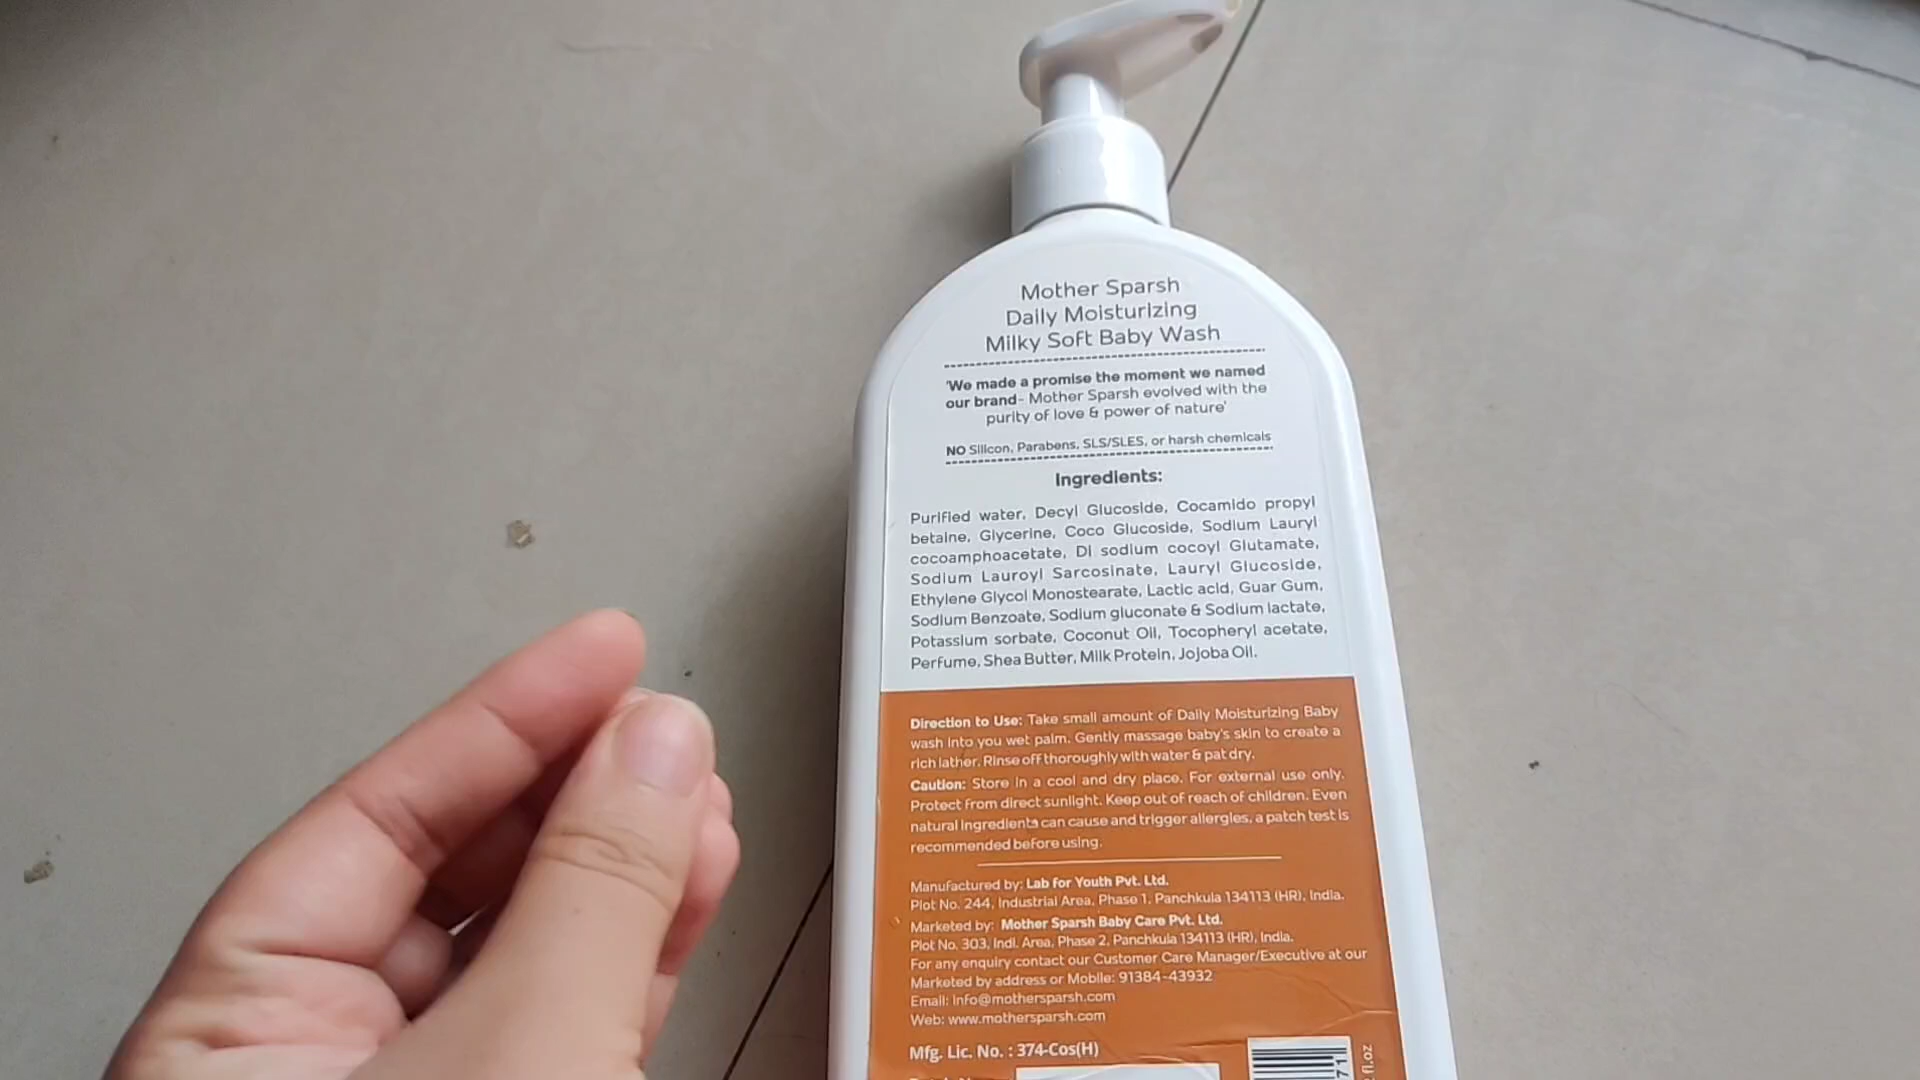 Mother Sparsh
Daily Moisturizing
Milky Soft Baby Wash
'We made a promise the moment we named
our brand- Mother Sparsh evolved with the
purity of love & power of nature'
NO Silicon, Parabens, SLS/SLES, or harsh chemicals
Ingredients:
Purified water, Decyl Glucoside, Cocamido propyl
betaine, Glycerine, Coco Glucoside, Sodium Lauryl
cocoamphoacetate, Di sodium cocoyl Glutamate,
Sodium Lauroyl Sarcosinate, Lauryl Glucoside,
Ethylene Glycol Monostearate, Lactic acid, Guar Gum,
Sodium Benzoate, Sodium gluconate & Sodium lactate,
Potassium sorbate, Coconut Oil, Tocopheryl acetate,
Perfume, Shea Butter, Milk Protein, Jojoba Oil.
Direction to Use: Take small amount of Daily Moisturizing Baby
wash into you wet palm. Gently massage baby's skin to create a
rich lather. Rinse off thoroughly with water & pat dry.
Caution: Store in a cool and dry place. For external use only.
Protect from direct sunlight. Keep out of reach of children. Even
natural ingredients can cause and trigger allergies, a patch test is
recommended before using.
Manufactured by: Lab for Youth Pvt. Ltd.
Plot No. 244, Industrial Area, Phase 1, Panchkula 134113 (HR), India.
Marketed by: Mother Sparsh Baby Care Pvt. Ltd.
Plot No. 303, Indl. Area, Phase 2, Panchkula 134113 (HR), India.
For any enquiry contact our Customer Care Manager/Executive at our
Marketed by address or Mobile: 91384-43932
Email: info@mothersparsh.com
Web: www.mothersparsh.com
Mfg. Lic. No. : 374-Cos(H)
71
fl.oz